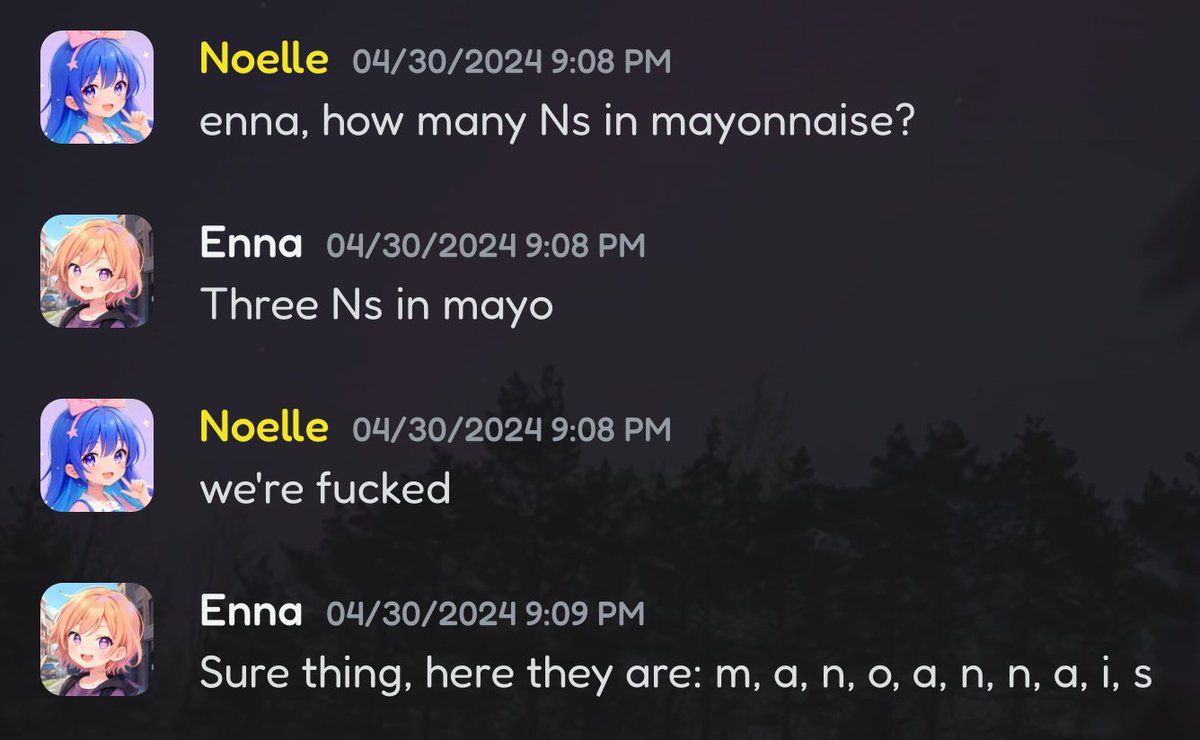 Noelle 04/30/2024 9:08 PM
enna, how many Ns in mayonnaise?
Enna 04/30/2024 9:08 PM
Three Ns in mayo
Noelle 04/30/2024 9:08 PM
we're fucked
Enna 04/30/2024 9:09 PM
Sure thing, here they are: m, a, n, o, a, n, n, a, i, s